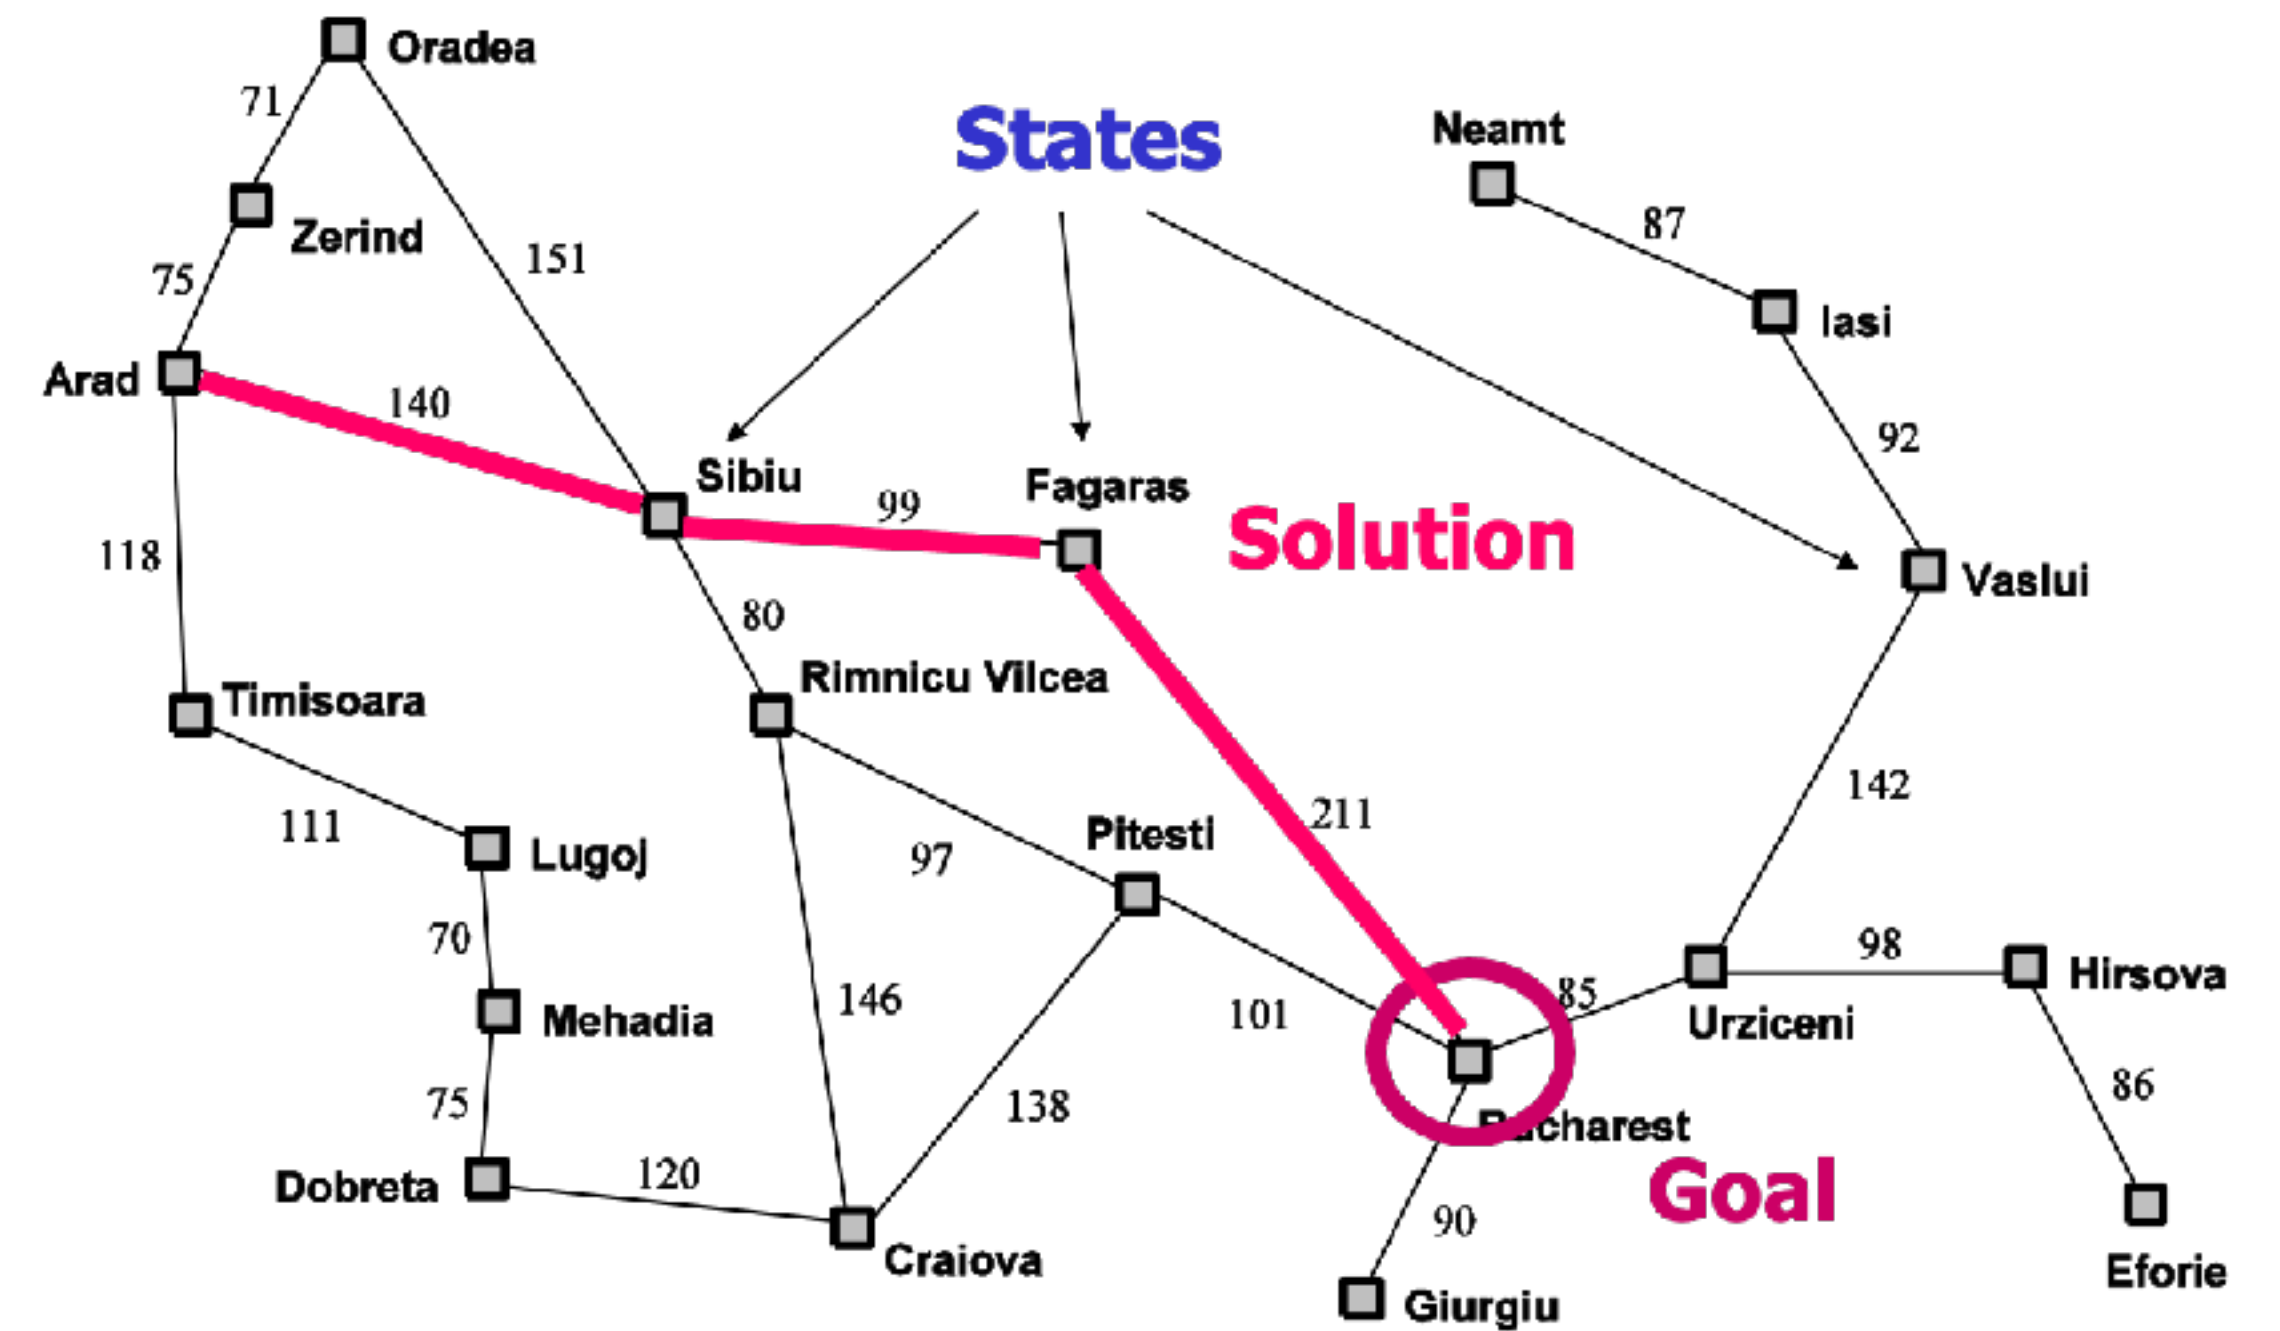 Oradea
71
Neamt
States
87
Zerind
151
75
Iasi
Arad
140
92
Sibiu
Fagaras
99
Solution
118
Vaslui
80
Rimnicu Vilcea
Timisoara
142
211
111
Pitesti
Lugoj
97
70
98
Hirsova
146
85
101
Mehadia
Urziceni
86
75
138
Bucharest
120
Dobreta
Goal
90
Craiova
Eforie
Giurgiu